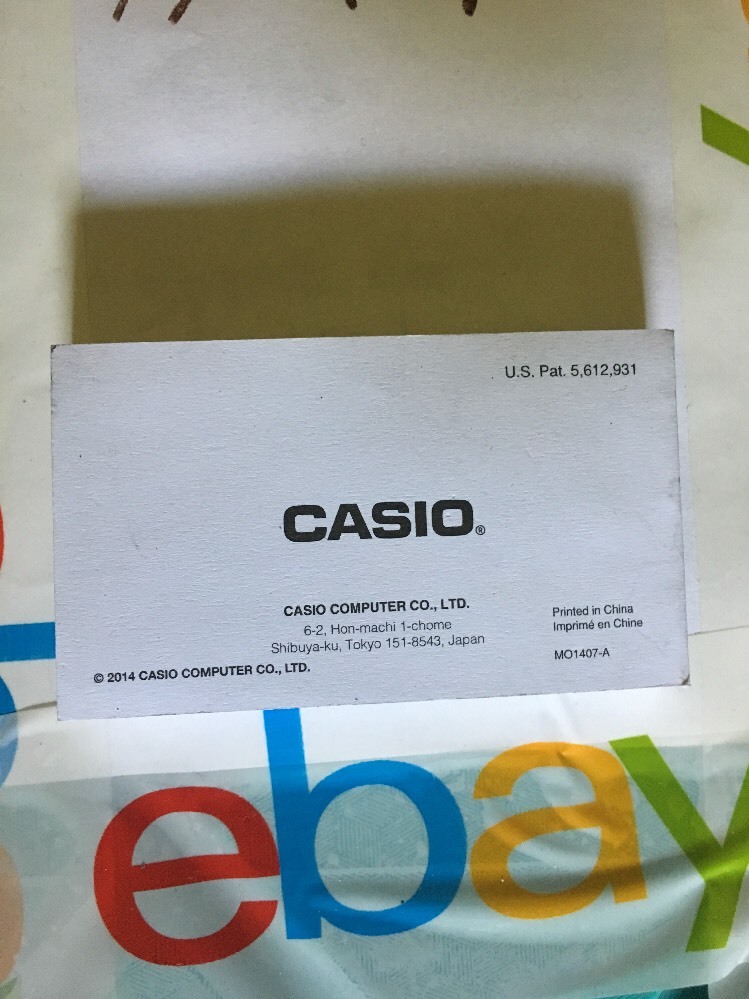 U.S. Pat. 5,612,931
CASIO®
CASIO COMPUTER CO., LTD.
6-2, Hon-machi 1-chome
Shibuya-ku, Tokyo 151-8543, Japan
Printed in China
Imprimé en Chine
MO1407-A
© 2014 CASIO COMPUTER CO., LTD.
ebay